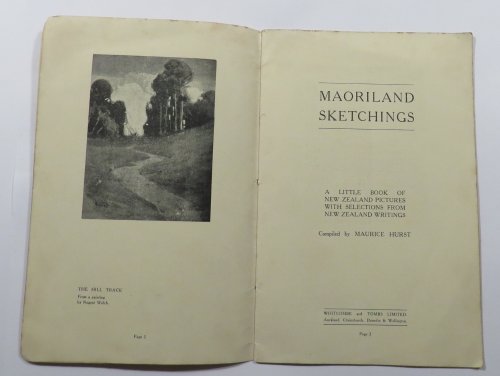 THE HILL TRACK
From a painting
by Nugent Welch.
Page 2
MAORILAND
SKETCHINGS
A LITTLE BOOK OF
NEW ZEALAND PICTURES
WITH SELECTIONS FROM
NEW ZEALAND WRITINGS
Compiled by MAURICE HURST
WHITCOMBE and TOMBS LIMITED
Auckland, Christchurch, Dunedin & Wellington
Page 3